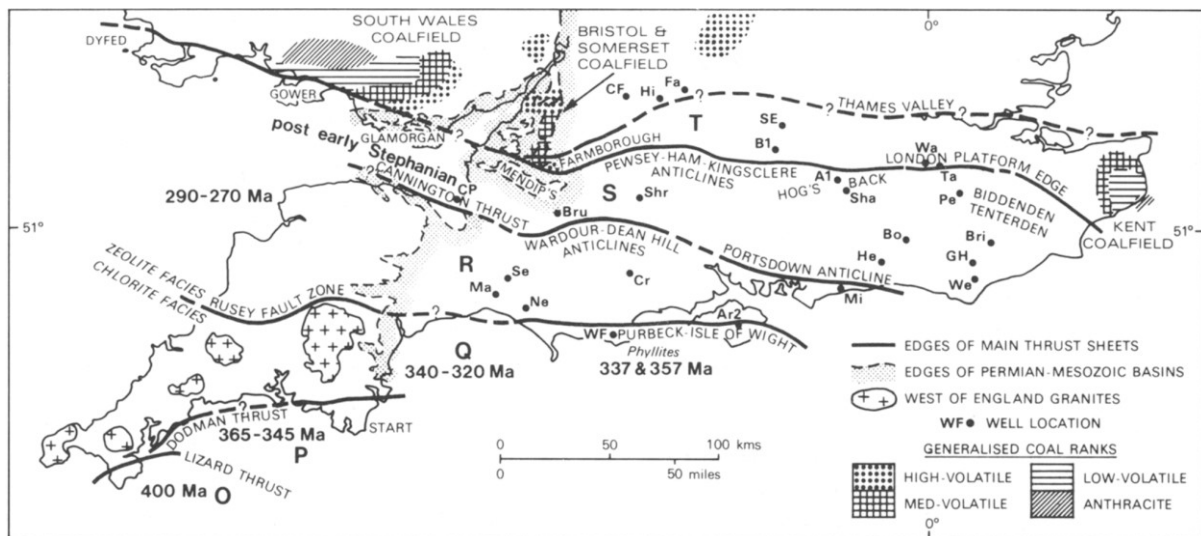 SOUTH WALES
COALFIELD
BRISTOL &
SOMERSET
COALFIELD
0°
DYFED
GOWER
GLAMORGAN
?
post early
Stephanian
290-270 Ma
CF
Hi
Fa
?
T
SE
B1
THAMES VALLEY
?
?
?
FARMBOROUGH
PEWSEY-HAM-KINGSCLERE
ANTICLINES
Wa
LONDON PLATFORM EDGE
MENDIPS
CANNINGTON THRUST
CP
S
Shr
A1
HOG'S
BACK
Sha
Ta
Pe
BIDDENDEN
TENTERDEN
KENT
COALFIELD
51°
51°
Bru
WARDOUR-DEAN HILL
ANTICLINES
Bo
Bri
He
GH
We
PORTSDOWN ANTICLINE
Mi
ZEOLITE FACIES
CHLORITE FACIES
RUSEY FAULT ZONE
R
Se
Ma
Ne
Cr
?
Ar2
WF
PURBECK-ISLE OF WIGHT
Q
340-320 Ma
Phyllites
337 & 357 Ma
?
DODMAN THRUST
START
365-345 Ma
P
LIZARD THRUST
400 Ma
O
0
50
100 kms
0
50 miles
EDGES OF MAIN THRUST SHEETS
EDGES OF PERMIAN-MESOZOIC BASINS
WEST OF ENGLAND GRANITES
WF • WELL LOCATION
GENERALISED COAL RANKS
HIGH-VOLATILE
LOW-VOLATILE
MED-VOLATILE
ANTHRACITE
0°